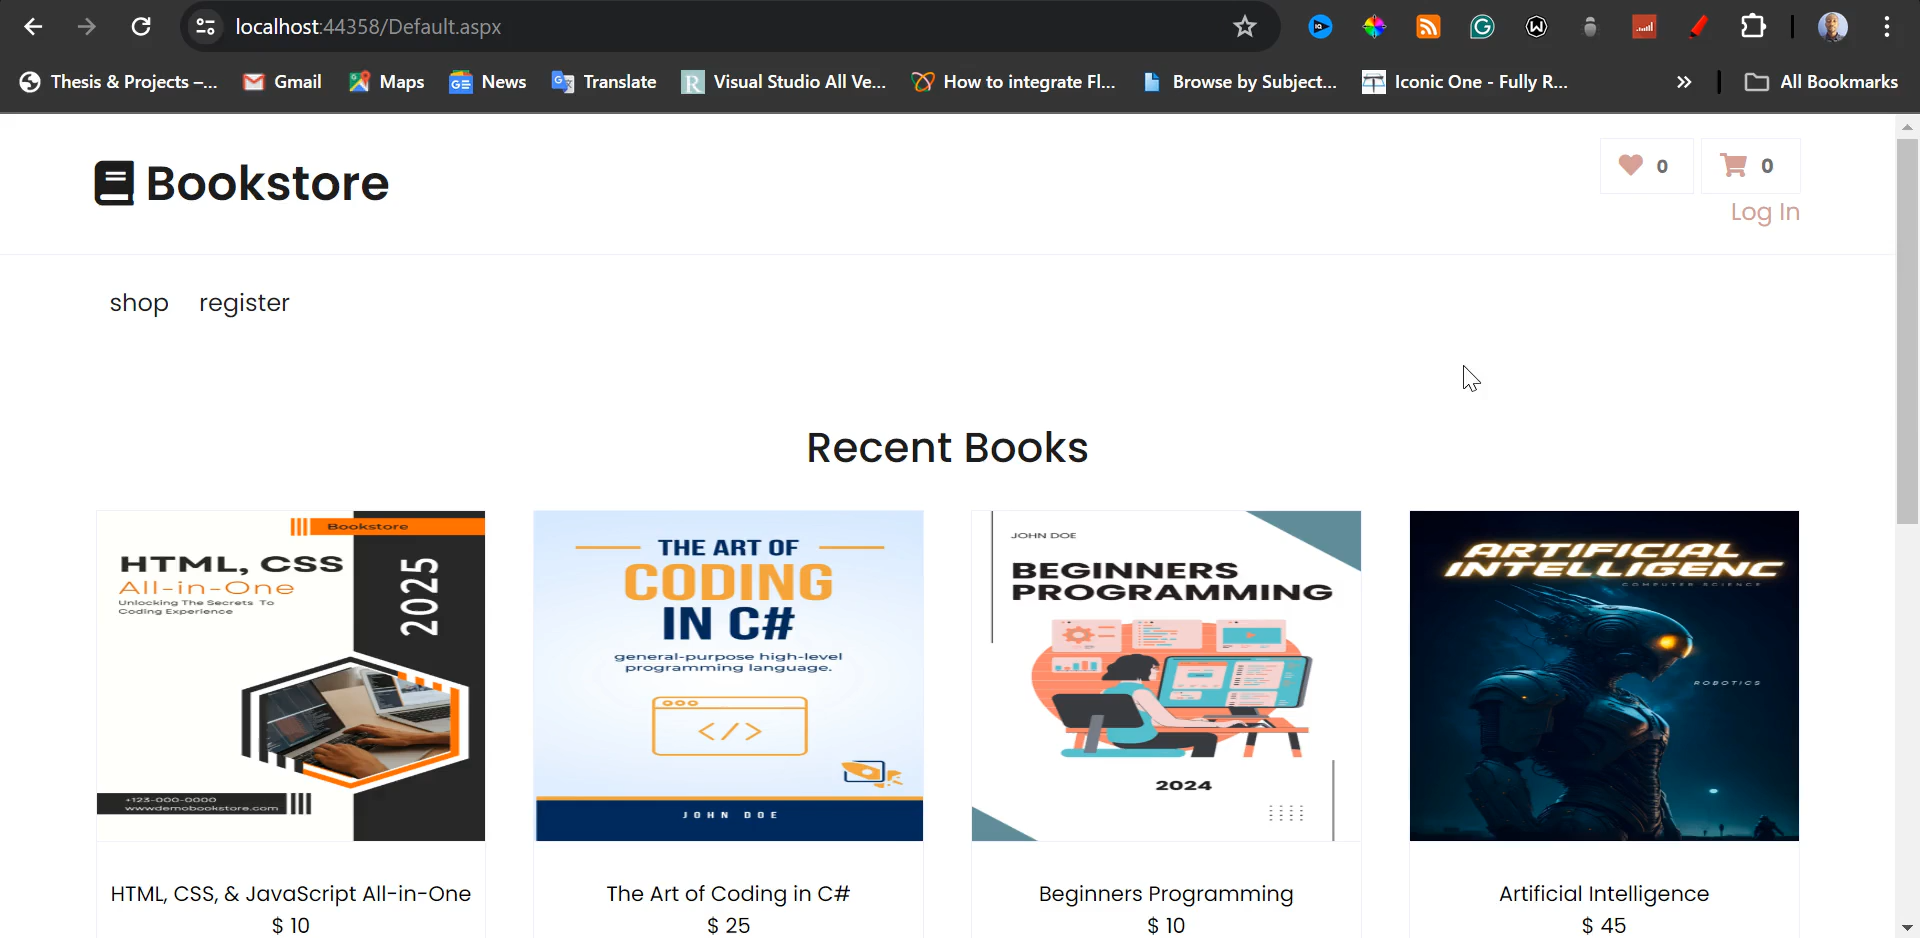 localhost:44358/Default.aspx
Thesis & Projects –...
Gmail
Maps
News
Translate
Visual Studio All Ve...
How to integrate Fl...
Browse by Subject...
Iconic One - Fully R...
All Bookmarks
Bookstore
0
0
Log In
shop
register
Recent Books
Bookstore
HTML, CSS
All-in-One
Unlocking The Secrets To
Coding Experience
2025
+123-000-0000
www.demobookstore.com
THE ART OF
CODING
IN C#
general-purpose high-level
programming language.
</>
JOHN DOE
JOHN DOE
BEGINNERS
PROGRAMMING
2024
ARTIFICIAL
INTELLIGENC
COMPUTER SCIENCE
ROBOTICS
HTML, CSS, & JavaScript All-in-One
$ 10
The Art of Coding in C#
$ 25
Beginners Programming
$ 10
Artificial Intelligence
$ 45